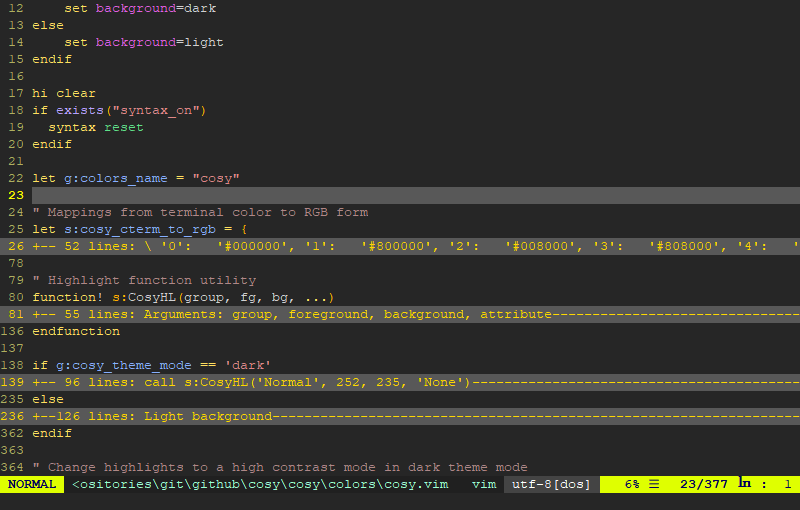 12     set background=dark
13 else
14     set background=light
15 endif
16
17 hi clear
18 if exists("syntax_on")
19   syntax reset
20 endif
21
22 let g:colors_name = "cosy"
23
24 " Mappings from terminal color to RGB form
25 let s:cosy_cterm_to_rgb = {
26 +-- 52 lines: \ '0':   '#000000', '1':   '#800000', '2':   '#008000', '3':   '#808000', '4':   '
78
79 " Highlight function utility
80 function! s:CosyHL(group, fg, bg, ...)
81 +-- 55 lines: Arguments: group, foreground, background, attribute-------------------------------
136 endfunction
137
138 if g:cosy_theme_mode == 'dark'
139 +-- 96 lines: call s:CosyHL('Normal', 252, 235, 'None')-----------------------------------------
235 else
236 +--126 lines: Light background------------------------------------------------------------------
362 endif
363
364 " Change highlights to a high contrast mode in dark theme mode
NORMAL <ositories\git\github\cosy\cosy\colors\cosy.vim   vim  utf-8[dos]   6% ☰  23/377 ln :  1